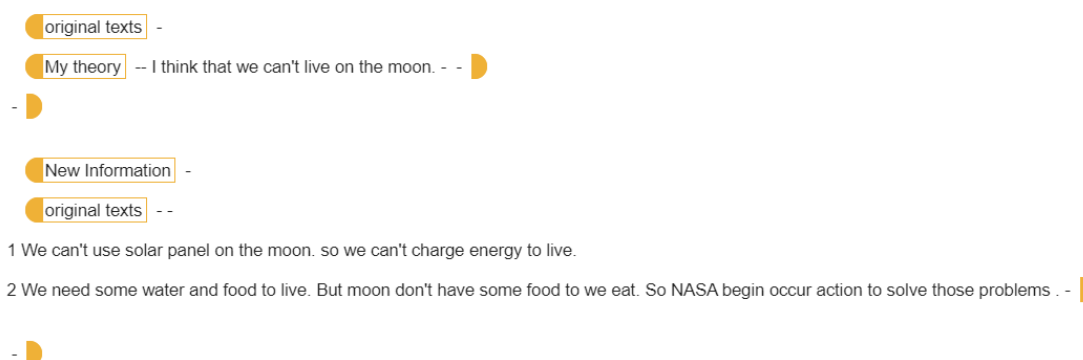 original texts -
My theory -- I think that we can't live on the moon. - -
-
New Information -
original texts - -
1 We can't use solar panel on the moon. so we can't charge energy to live.
2 We need some water and food to live. But moon don't have some food to we eat. So NASA begin occur action to solve those problems . -
-